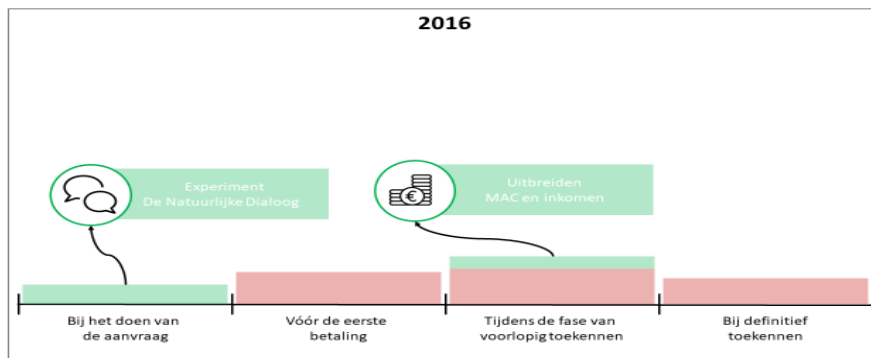 2016
Experiment
De Natuurlijke Dialoog
Uitbreiden
MAC en inkomen
€
Bij het doen van
de aanvraag
Vóór de eerste
betaling
Tijdens de fase van
voorlopig toekennen
Bij definitief
toekennen